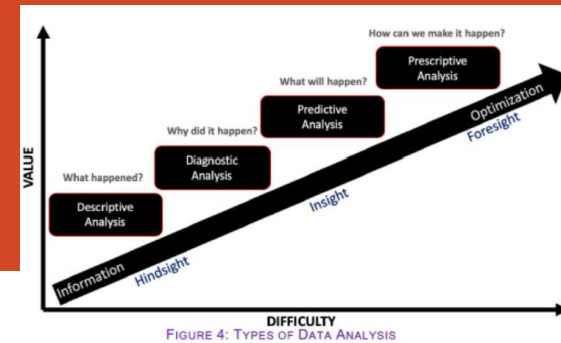 How can we make it happen?
Prescriptive
Analysis
What will happen?
Predictive
Analysis
Why did it happen?
Diagnostic
Analysis
What happened?
Descriptive
Analysis
Information
Optimization
Hindsight
Insight
Foresight
VALUE
DIFFICULTY
FIGURE 4: TYPES OF DATA ANALYSIS